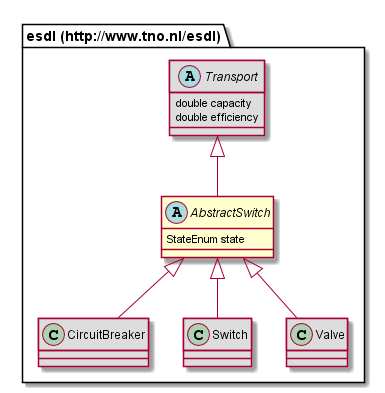 esdl (http://www.tno.nl/esdl)
A Transport
double capacity
double efficiency
A AbstractSwitch
StateEnum state
C CircuitBreaker
C Switch
C Valve